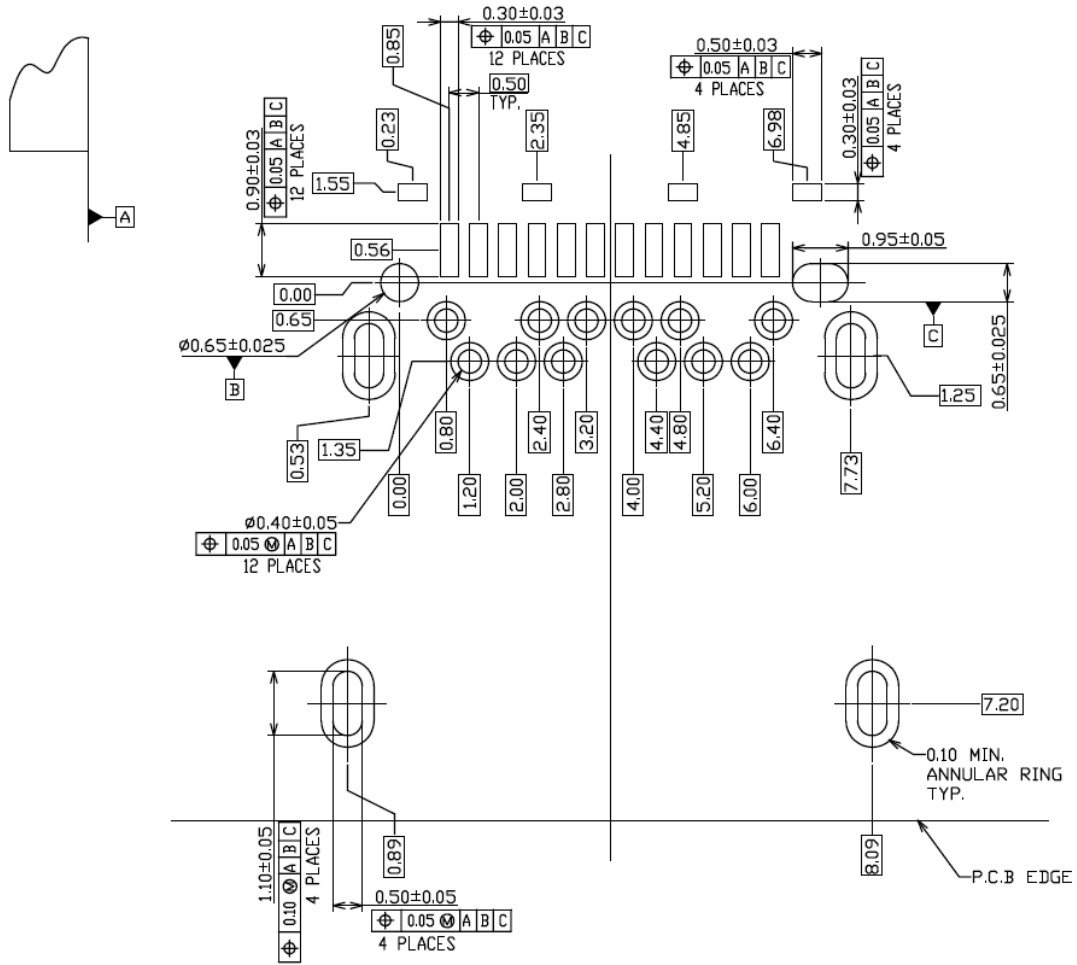 0.30±0.03
⌖ 0.05 A B C
12 PLACES
0.85
0.50
TYP.
0.50±0.03
⌖ 0.05 A B C
4 PLACES
0.30±0.03
⌖ 0.05 A B C
4 PLACES
0.90±0.03
⌖ 0.05 A B C
12 PLACES
0.23
2.35
4.85
6.98
1.55
A
0.56
0.95±0.05
0.00
0.65
Ø0.65±0.025
B
C
0.65±0.025
1.25
0.53
1.35
0.80
2.40
3.20
4.40
4.80
6.40
7.73
0.00
1.20
2.00
2.80
4.00
5.20
6.00
Ø0.40±0.05
⌖ 0.05 Ⓜ A B C
12 PLACES
7.20
0.10 MIN.
ANNULAR RING
TYP.
1.10±0.05
⌖ 0.10 Ⓜ A B C
4 PLACES
0.89
8.09
P.C.B EDGE
0.50±0.05
⌖ 0.05 Ⓜ A B C
4 PLACES